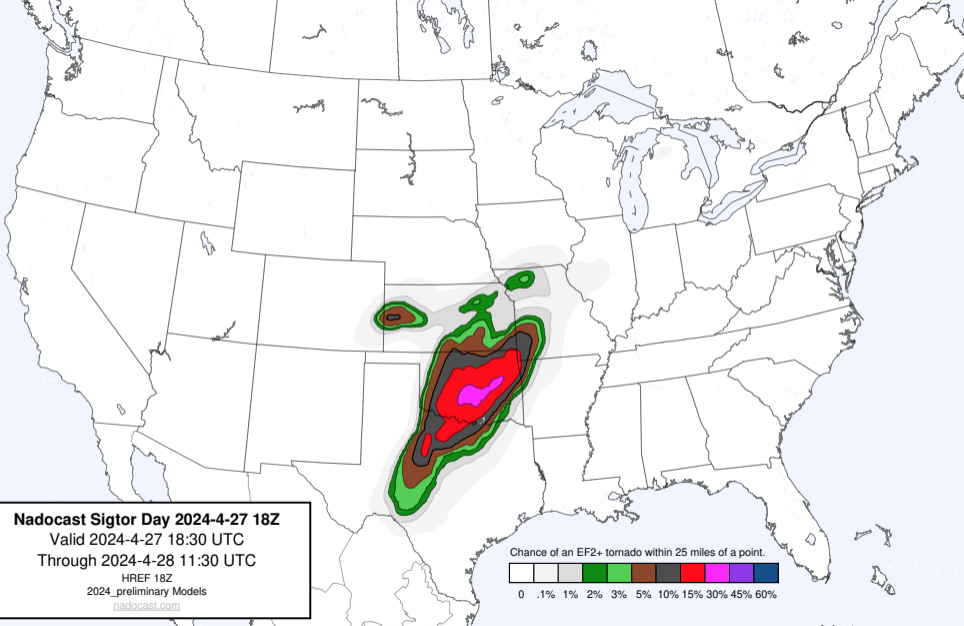 Nadocast Sigtor Day 2024-4-27 18Z
Valid 2024-4-27 18:30 UTC
Through 2024-4-28 11:30 UTC
HREF 18Z
2024_preliminary Models
nadocast.com
Chance of an EF2+ tornado within 25 miles of a point.
0 .1% 1% 2% 3% 5% 10% 15% 30% 45% 60%